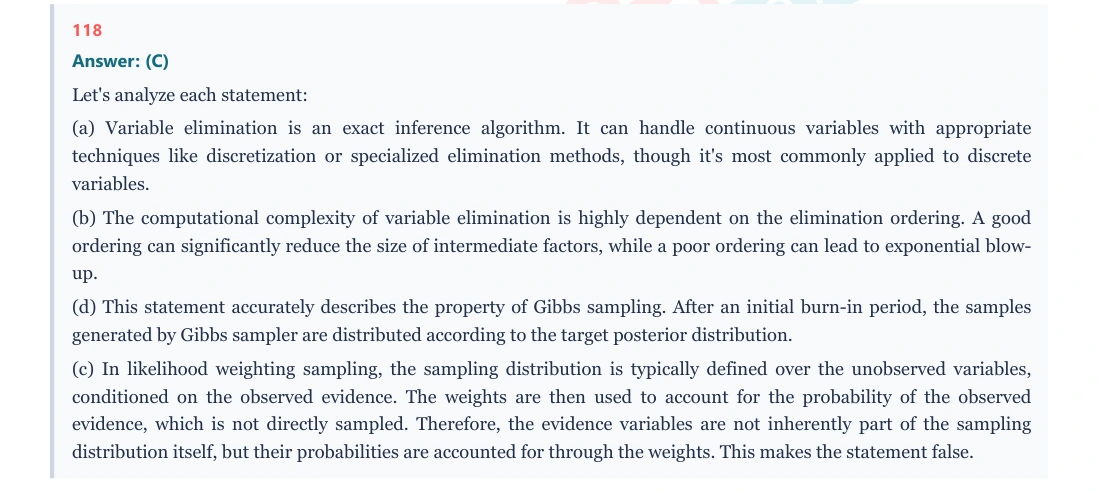 118
Answer: (C)
Let's analyze each statement:
(a) Variable elimination is an exact inference algorithm. It can handle continuous variables with appropriate
techniques like discretization or specialized elimination methods, though it's most commonly applied to discrete
variables.
(b) The computational complexity of variable elimination is highly dependent on the elimination ordering. A good
ordering can significantly reduce the size of intermediate factors, while a poor ordering can lead to exponential blow-
up.
(d) This statement accurately describes the property of Gibbs sampling. After an initial burn-in period, the samples
generated by Gibbs sampler are distributed according to the target posterior distribution.
(c) In likelihood weighting sampling, the sampling distribution is typically defined over the unobserved variables,
conditioned on the observed evidence. The weights are then used to account for the probability of the observed
evidence, which is not directly sampled. Therefore, the evidence variables are not inherently part of the sampling
distribution itself, but their probabilities are accounted for through the weights. This makes the statement false.